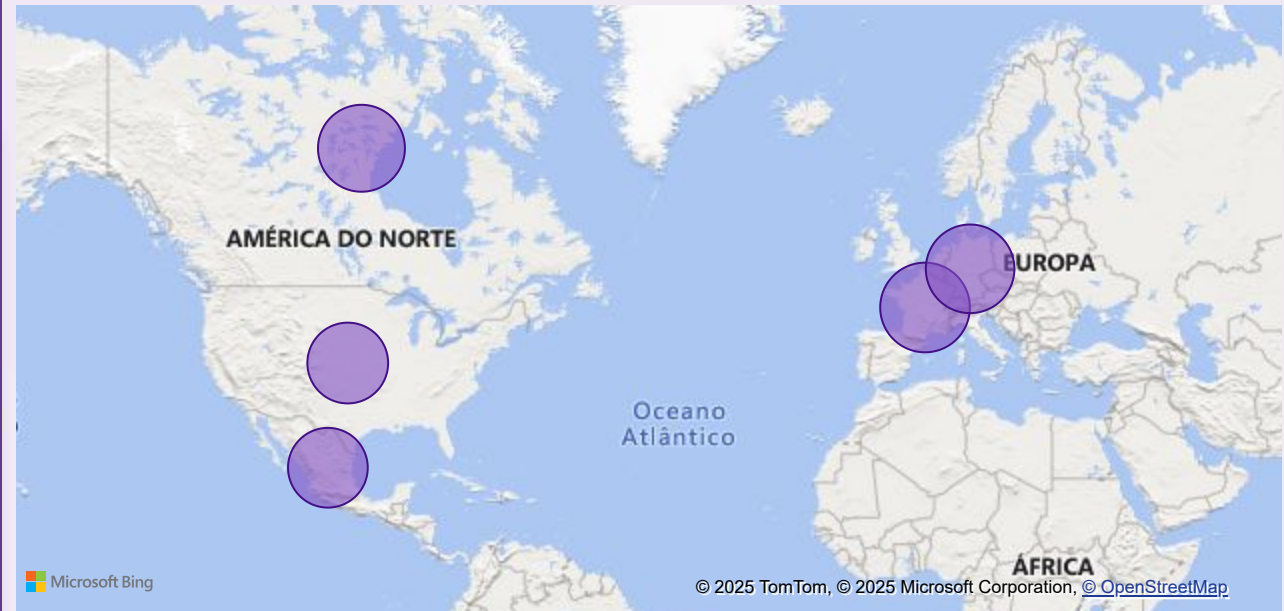 AMÉRICA DO NORTE
EUROPA
Oceano
Atlântico
ÁFRICA
Microsoft Bing
© 2025 TomTom, © 2025 Microsoft Corporation, © OpenStreetMap